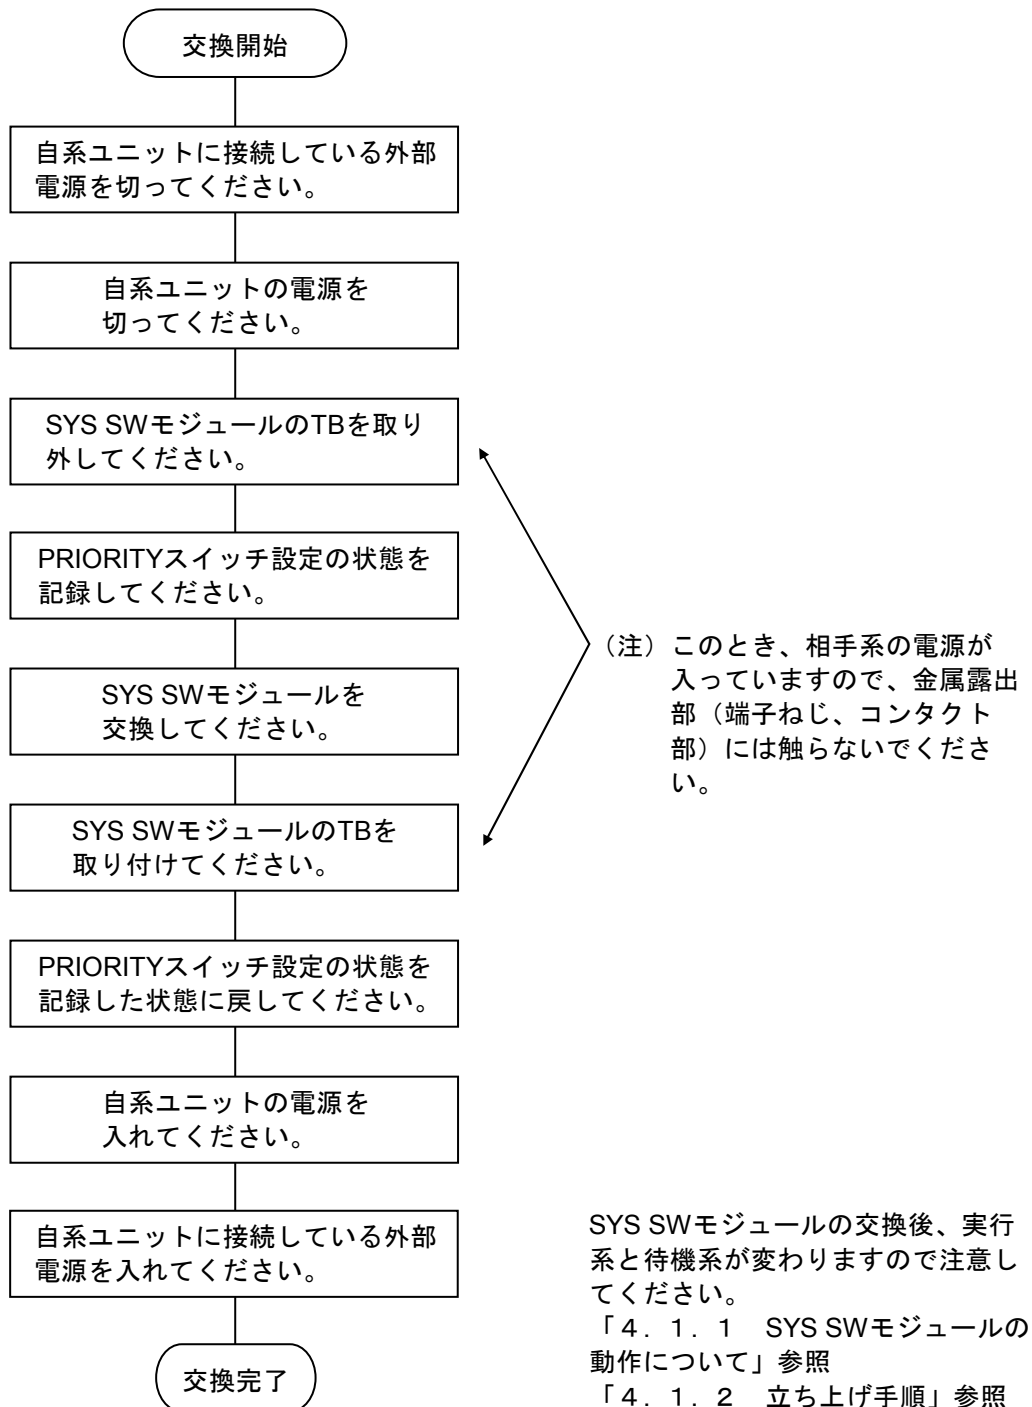 交換開始
自系ユニットに接続している外部
電源を切ってください。
自系ユニットの電源を
切ってください。
SYS SWモジュールのTBを取り
外してください。
PRIORITYスイッチ設定の状態を
記録してください。
SYS SWモジュールを
交換してください。
（注）このとき、相手系の電源が
入っていますので、金属露出
部（端子ねじ、コンタクト
部）には触らないでくださ
い。
SYS SWモジュールのTBを
取り付けてください。
PRIORITYスイッチ設定の状態を
記録した状態に戻してください。
自系ユニットの電源を
入れてください。
自系ユニットに接続している外部
電源を入れてください。
交換完了
SYS SWモジュールの交換後、実行
系と待機系が変わりますので注意し
てください。
「４．１．１　SYS SWモジュールの
動作について」参照
「４．１．２　立ち上げ手順」参照